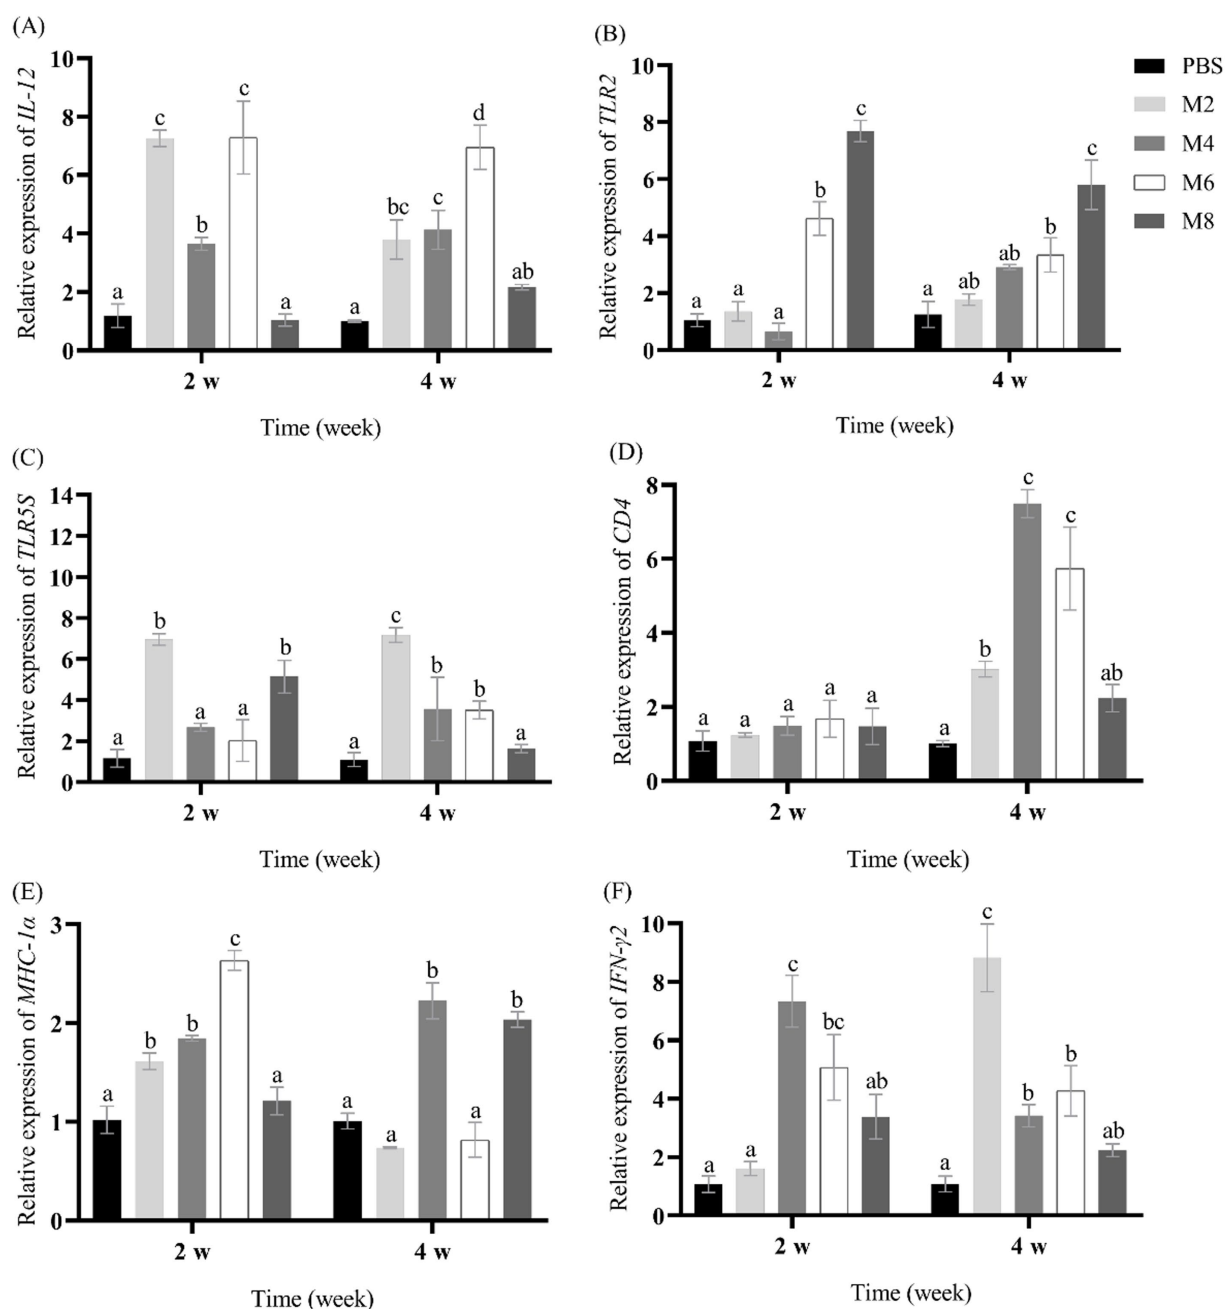 (A)
Relative expression of IL-12
10
8
6
4
2
0
a
c
b
c
a
a
bc
c
d
ab
2 w
4 w
Time (week)
(B)
Relative expression of TLR2
10
8
6
4
2
0
a
a
a
b
c
a
ab
ab
b
c
2 w
4 w
Time (week)
PBS
M2
M4
M6
M8
(C)
Relative expression of TLR5S
14
12
10
8
6
4
2
0
a
b
a
a
b
a
c
b
b
a
2 w
4 w
Time (week)
(D)
Relative expression of CD4
8
6
4
2
0
a
a
a
a
a
a
b
c
c
ab
2 w
4 w
Time (week)
(E)
Relative expression of MHC-1α
3
2
1
0
a
b
b
c
a
a
a
b
a
b
2 w
4 w
Time (week)
(F)
Relative expression of IFN-γ2
10
8
6
4
2
0
a
a
c
bc
ab
a
c
b
b
ab
2 w
4 w
Time (week)